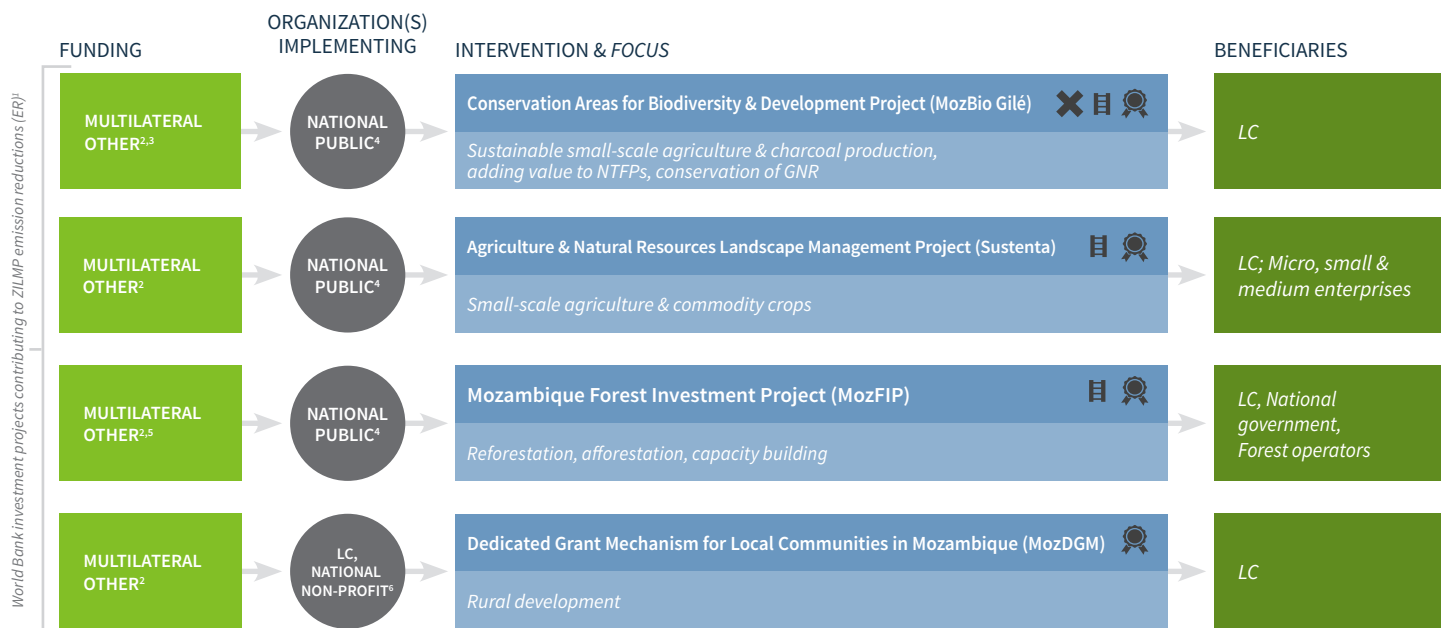 FUNDING
ORGANIZATION(S)
IMPLEMENTING
INTERVENTION & FOCUS
BENEFICIARIES
World Bank investment projects contributing to ZILMP emission reductions (ER)¹
MULTILATERAL
OTHER²,³
NATIONAL
PUBLIC⁴
Conservation Areas for Biodiversity & Development Project (MozBio Gilé)
Sustainable small-scale agriculture & charcoal production,
adding value to NTFPs, conservation of GNR
LC
MULTILATERAL
OTHER²
NATIONAL
PUBLIC⁴
Agriculture & Natural Resources Landscape Management Project (Sustenta)
Small-scale agriculture & commodity crops
LC; Micro, small &
medium enterprises
MULTILATERAL
OTHER²,⁵
NATIONAL
PUBLIC⁴
Mozambique Forest Investment Project (MozFIP)
Reforestation, afforestation, capacity building
LC, National
government,
Forest operators
MULTILATERAL
OTHER²
LC,
NATIONAL
NON-PROFIT⁶
Dedicated Grant Mechanism for Local Communities in Mozambique (MozDGM)
Rural development
LC